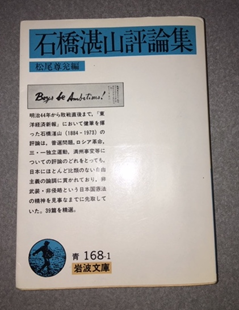 石橋湛山評論集
松尾尊兊編
Boys be Ambitious!
明治44年から敗戦直後まで，『東
洋経済新報』において健筆を揮
った石橋湛山（1884‐1973）の
評論は，普選問題，ロシア革命，
三・一独立運動，満州事変等に
ついての評論のどれをとっても，
日本にほとんど比類のない自由
主義の論調に貫かれており，非
武装・非侵略という日本国憲法
の精神を見事なまでに先取りして
いた．39篇を精選．
青 168-1
岩波文庫